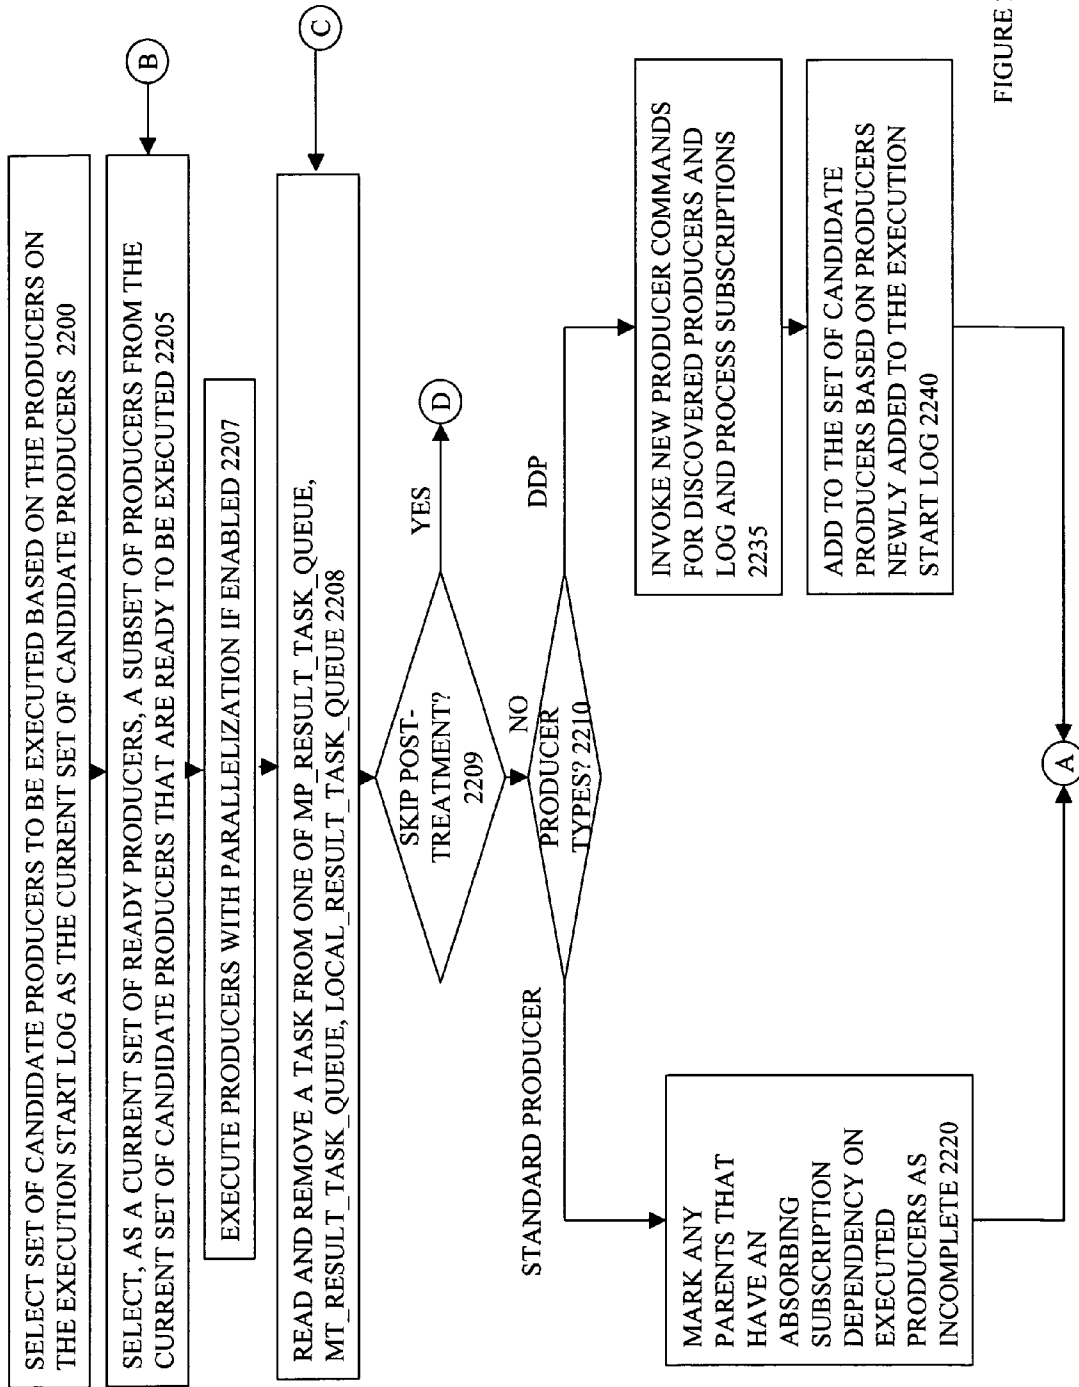 SELECT SET OF CANDIDATE PRODUCERS TO BE EXECUTED BASED ON THE PRODUCERS ON
THE EXECUTION START LOG AS THE CURRENT SET OF CANDIDATE PRODUCERS 2200
B
SELECT, AS A CURRENT SET OF READY PRODUCERS, A SUBSET OF PRODUCERS FROM THE
CURRENT SET OF CANDIDATE PRODUCERS THAT ARE READY TO BE EXECUTED 2205
EXECUTE PRODUCERS WITH PARALLELIZATION IF ENABLED 2207
C
READ AND REMOVE A TASK FROM ONE OF MP_RESULT_TASK_QUEUE,
MT_RESULT_TASK_QUEUE, LOCAL_RESULT_TASK_QUEUE 2208
SKIP POST-
TREATMENT?
2209
YES
D
NO
PRODUCER
TYPES? 2210
STANDARD PRODUCER
DDP
MARK ANY
PARENTS THAT
HAVE AN
ABSORBING
SUBSCRIPTION
DEPENDENCY ON
EXECUTED
PRODUCERS AS
INCOMPLETE 2220
INVOKE NEW PRODUCER COMMANDS
FOR DISCOVERED PRODUCERS AND
LOG AND PROCESS SUBSCRIPTIONS
2235
ADD TO THE SET OF CANDIDATE
PRODUCERS BASED ON PRODUCERS
NEWLY ADDED TO THE EXECUTION
START LOG 2240
A
FIGURE